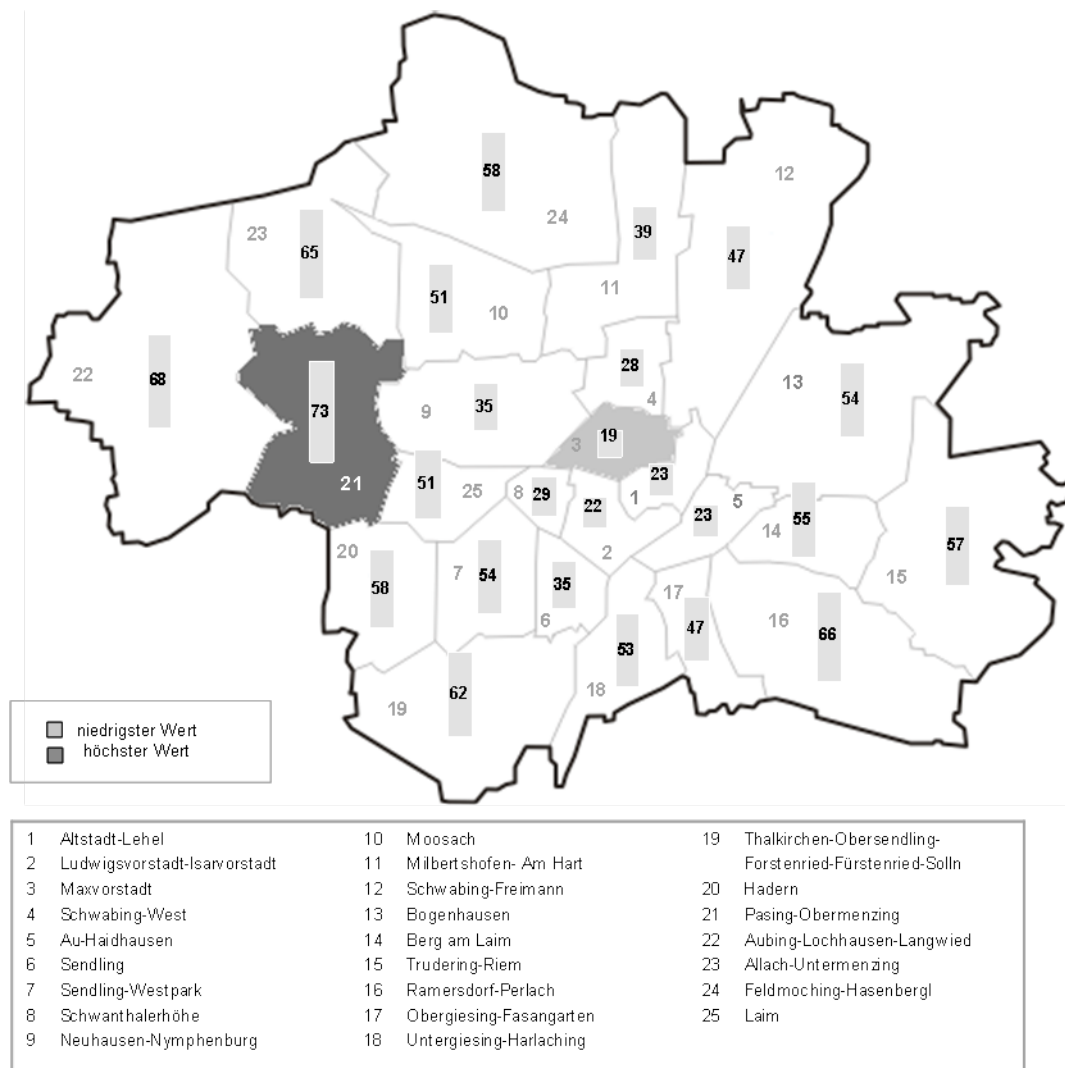 58
12
24
23
39
65
47
51
11
10
28
22
68
13
54
73
9
35
4
3
19
21
51
25
8
29
23
1
22
5
23
55
14
2
57
20
58
7
54
35
6
17
47
15
16
66
53
18
62
19
niedrigster Wert
höchster Wert
1 Altstadt-Lehel
2 Ludwigsvorstadt-Isarvorstadt
3 Maxvorstadt
4 Schwabing-West
5 Au-Haidhausen
6 Sendling
7 Sendling-Westpark
8 Schwanthalerhöhe
9 Neuhausen-Nymphenburg
10 Moosach
11 Milbertshofen- Am Hart
12 Schwabing-Freimann
13 Bogenhausen
14 Berg am Laim
15 Trudering-Riem
16 Ramersdorf-Perlach
17 Obergiesing-Fasangarten
18 Untergiesing-Harlaching
19 Thalkirchen-Obersendling-
Forstenried-Fürstenried-Solln
20 Hadern
21 Pasing-Obermenzing
22 Aubing-Lochhausen-Langwied
23 Allach-Untermenzing
24 Feldmoching-Hasenbergl
25 Laim